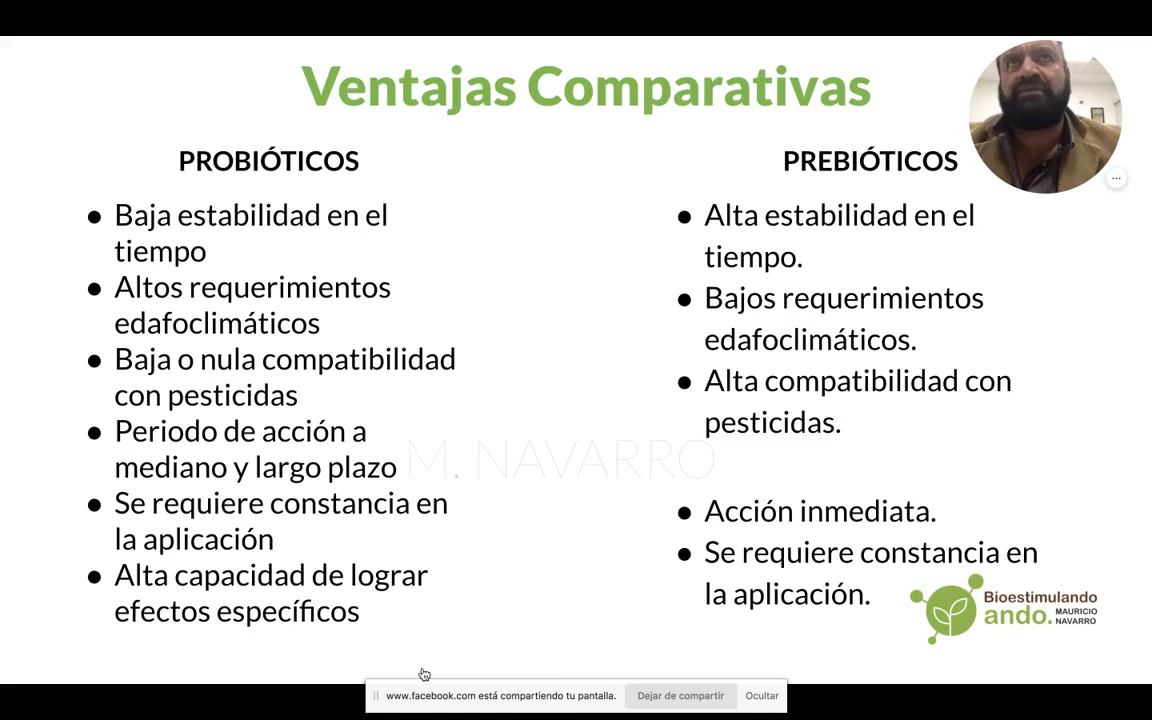 Ventajas Comparativas
PROBIÓTICOS
● Baja estabilidad en el
tiempo
● Altos requerimientos
edafoclimáticos
● Baja o nula compatibilidad
con pesticidas
● Periodo de acción a
mediano y largo plazo
● Se requiere constancia en
la aplicación
● Alta capacidad de lograr
efectos específicos
PREBIÓTICOS
● Alta estabilidad en el
tiempo.
● Bajos requerimientos
edafoclimáticos.
● Alta compatibilidad con
pesticidas.
● Acción inmediata.
● Se requiere constancia en
la aplicación.
M. NAVARRO
Bioestimulando
ando. MAURICIO
NAVARRO
www.facebook.com está compartiendo tu pantalla. Dejar de compartir Ocultar